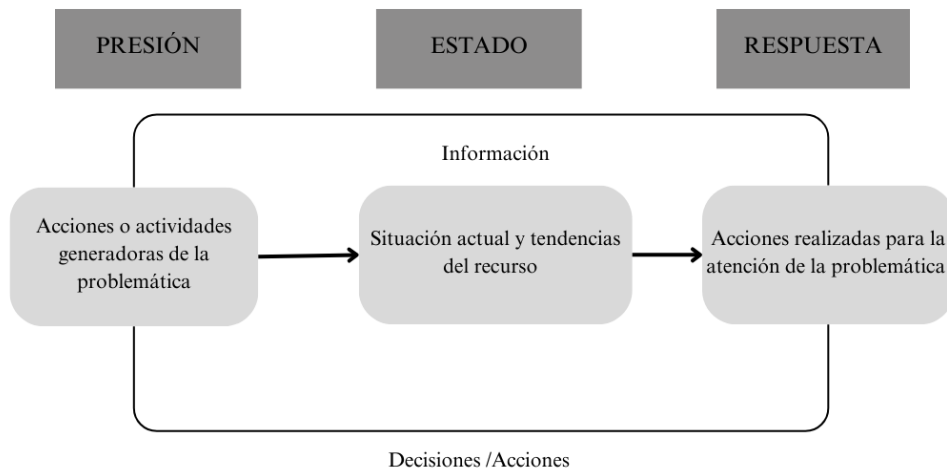 PRESIÓN
ESTADO
RESPUESTA
Información
Acciones o actividades
generadoras de la
problemática
Situación actual y tendencias
del recurso
Acciones realizadas para la
atención de la problemática
Decisiones /Acciones